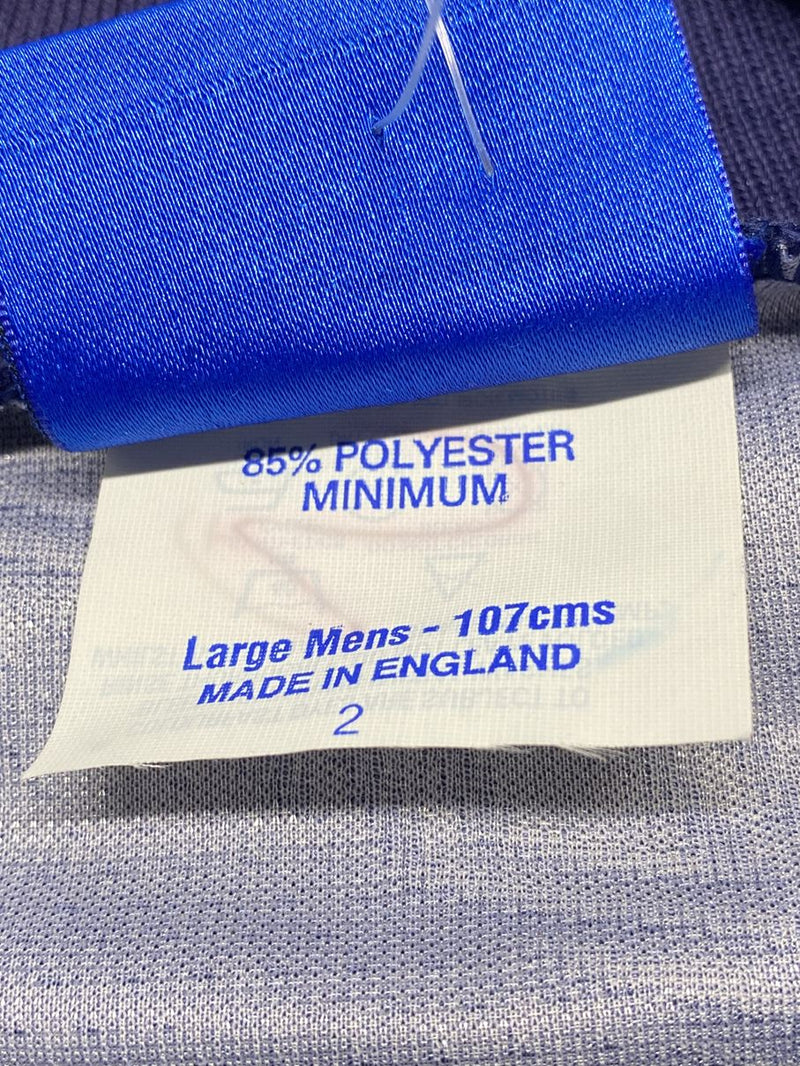 85% POLYESTER
MINIMUM
Large Mens - 107cms
MADE IN ENGLAND
2